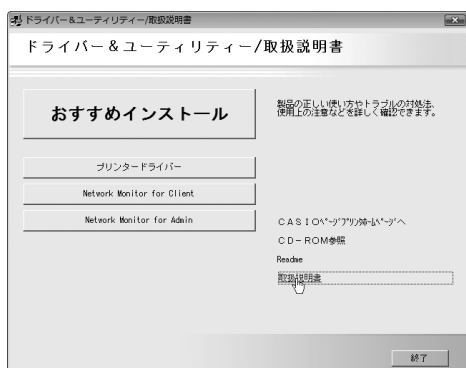 ドライバー&ユーティリティー/取扱説明書
ドライバー&ユーティリティー/取扱説明書
おすすめインストール
製品の正しい使い方やトラブルの対処法、
使用上の注意などを詳しく確認できます。
プリンタードライバー
Network Monitor for Client
Network Monitor for Admin
CASIOページプリンタホームページへ
CD-ROM参照
Readme
取扱説明書
終了